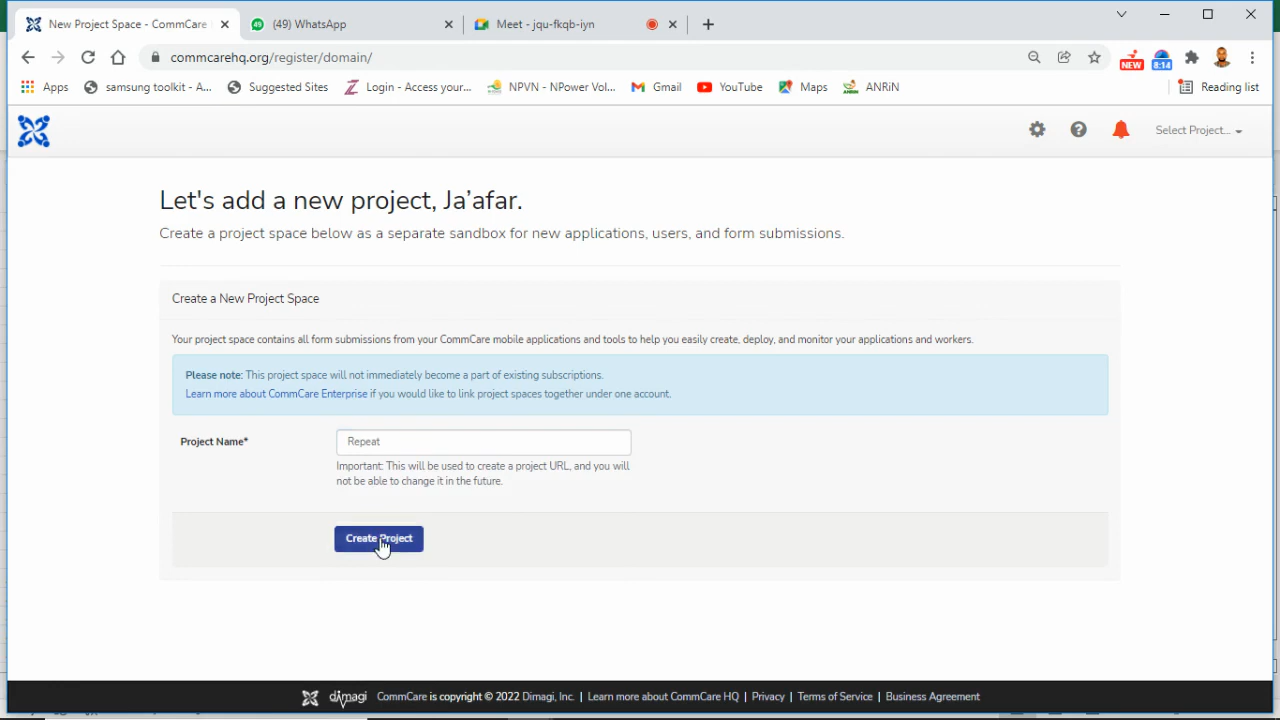 New Project Space - CommCare
(49) WhatsApp
Meet - jqu-fkqb-iyn
commcarehq.org/register/domain/
NEW
8:14
Apps
samsung toolkit - A...
Suggested Sites
Login - Access your...
NPVN - NPower Vol...
Gmail
YouTube
Maps
ANRiN
Reading list
Select Project...
Let's add a new project, Ja’afar.
Create a project space below as a separate sandbox for new applications, users, and form submissions.
Create a New Project Space
Your project space contains all form submissions from your CommCare mobile applications and tools to help you easily create, deploy, and monitor your applications and workers.
Please note: This project space will not immediately become a part of existing subscriptions.
Learn more about CommCare Enterprise if you would like to link project spaces together under one account.
Project Name*
Repeat
Important: This will be used to create a project URL, and you will
not be able to change it in the future.
Create Project
dimagi CommCare is copyright © 2022 Dimagi, Inc. | Learn more about CommCare HQ | Privacy | Terms of Service | Business Agreement